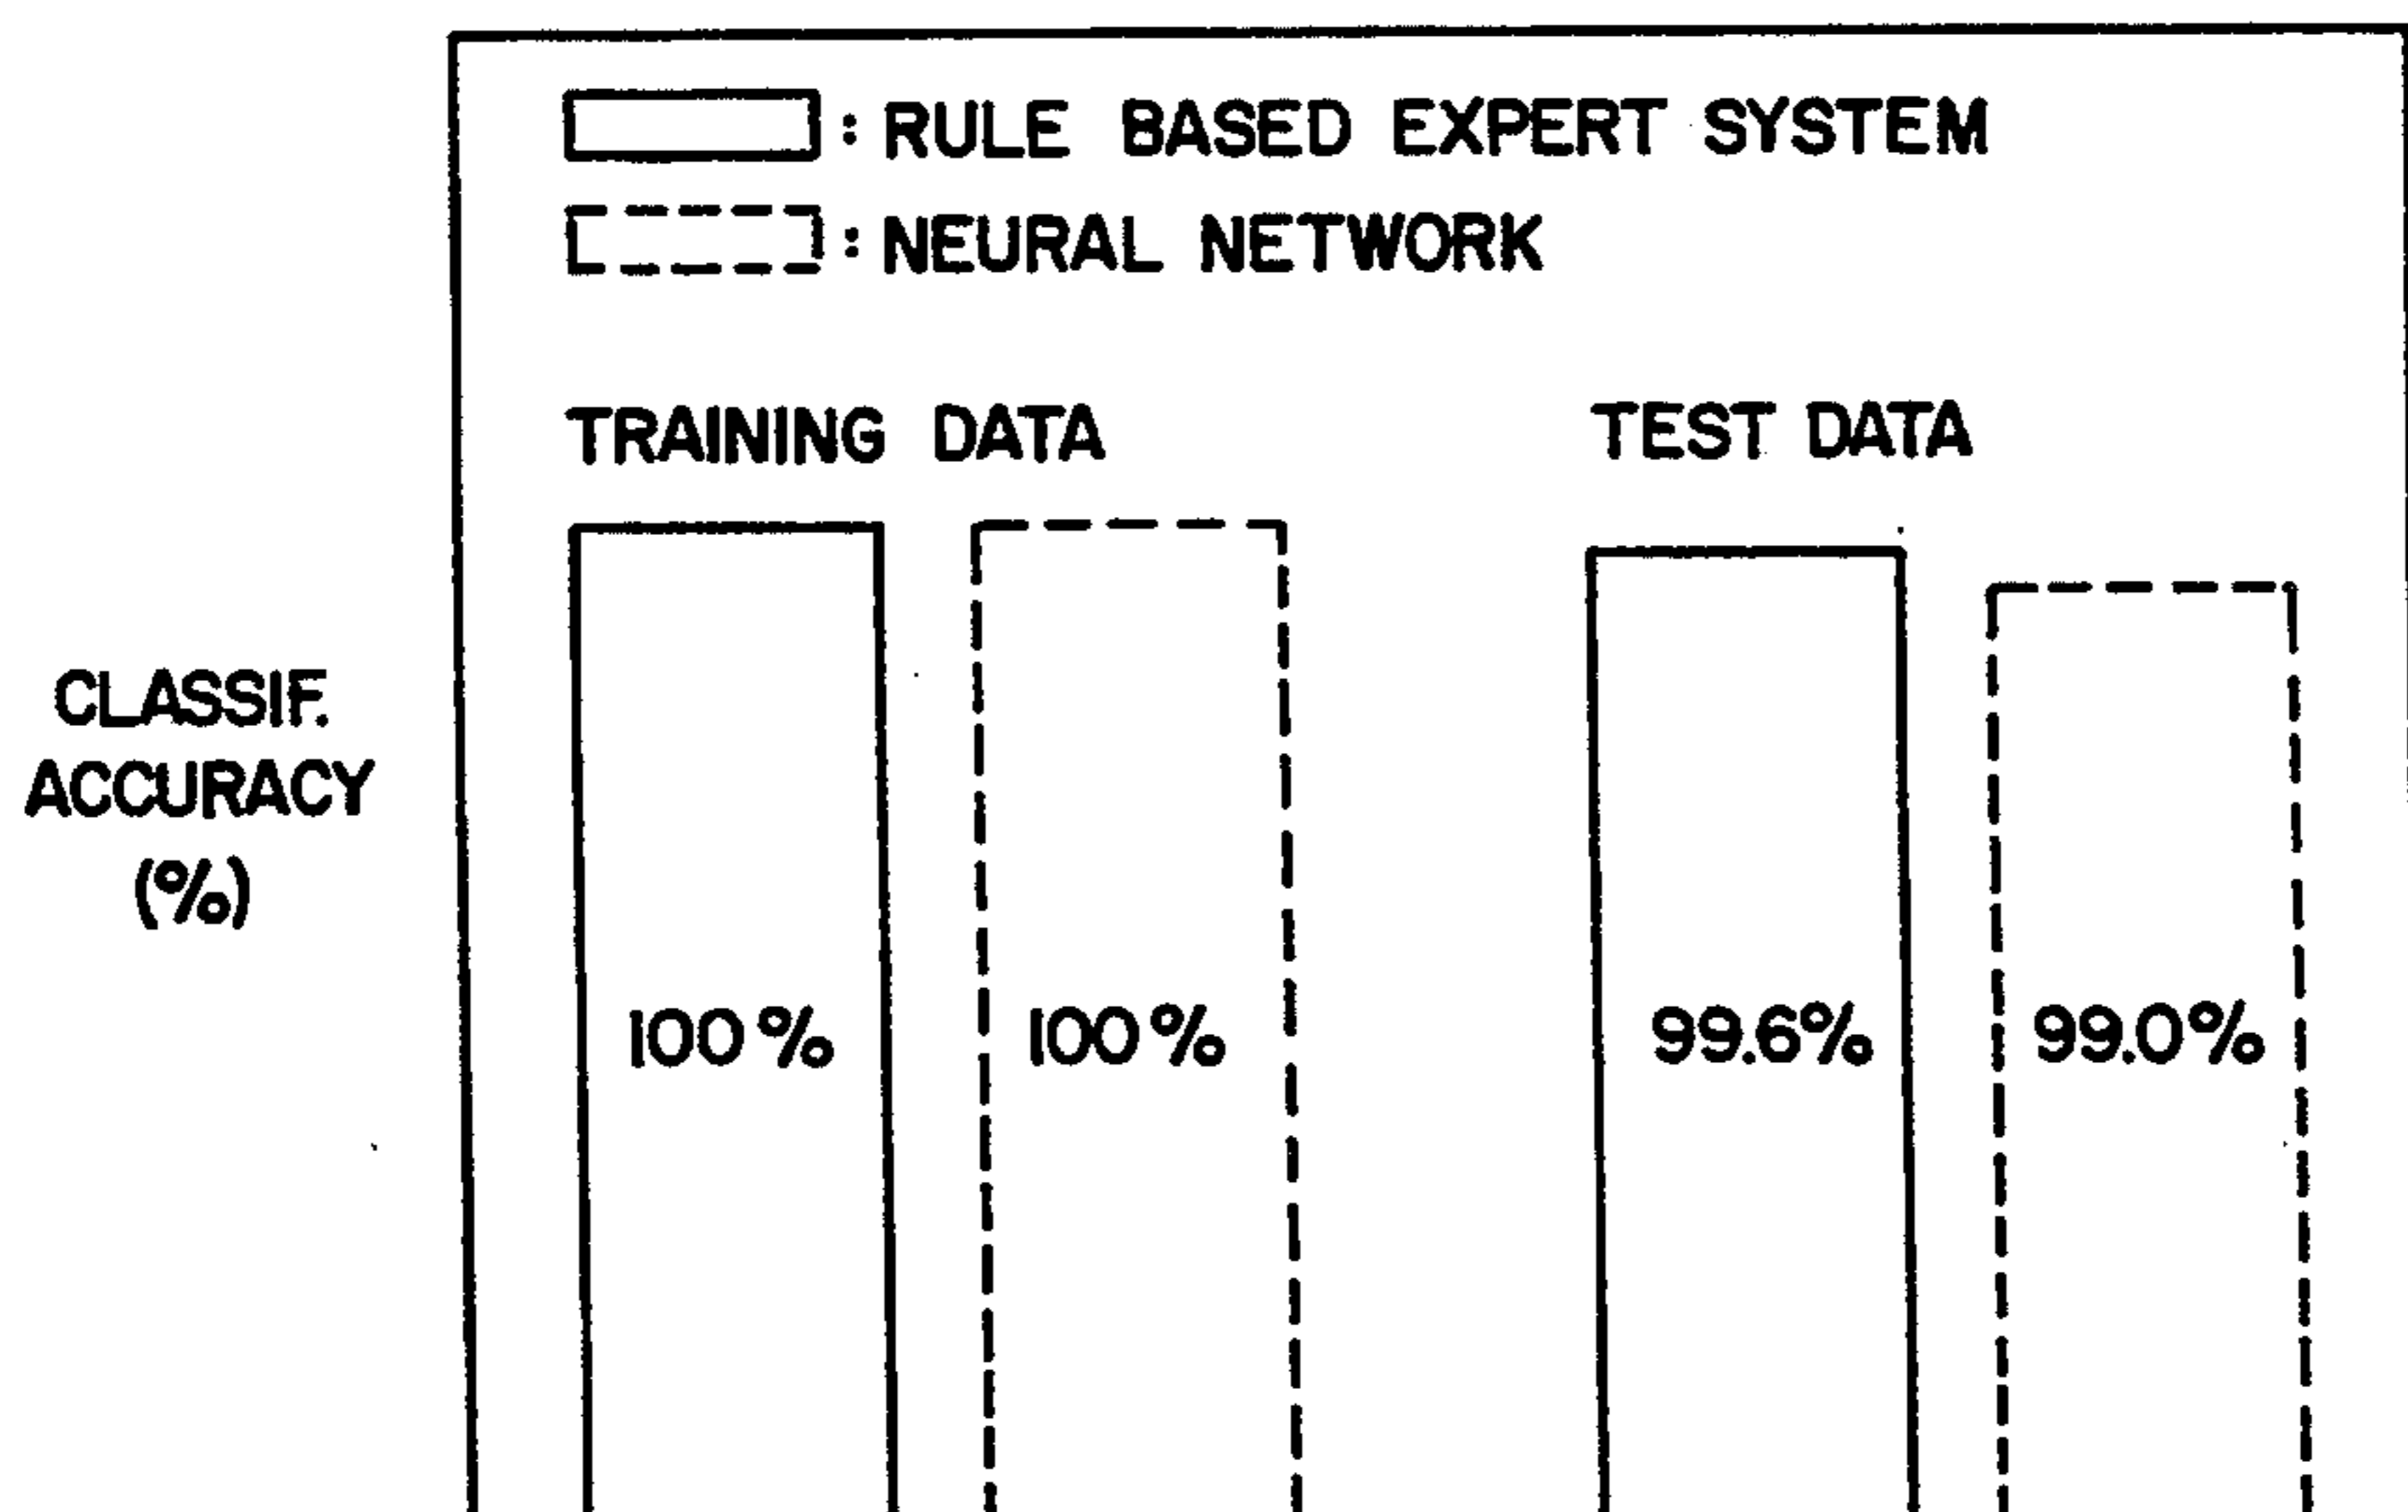 : RULE BASED EXPERT SYSTEM
: NEURAL NETWORK
TRAINING DATA
TEST DATA
CLASSIF.
ACCURACY
(%)
100%
100%
99.6%
99.0%